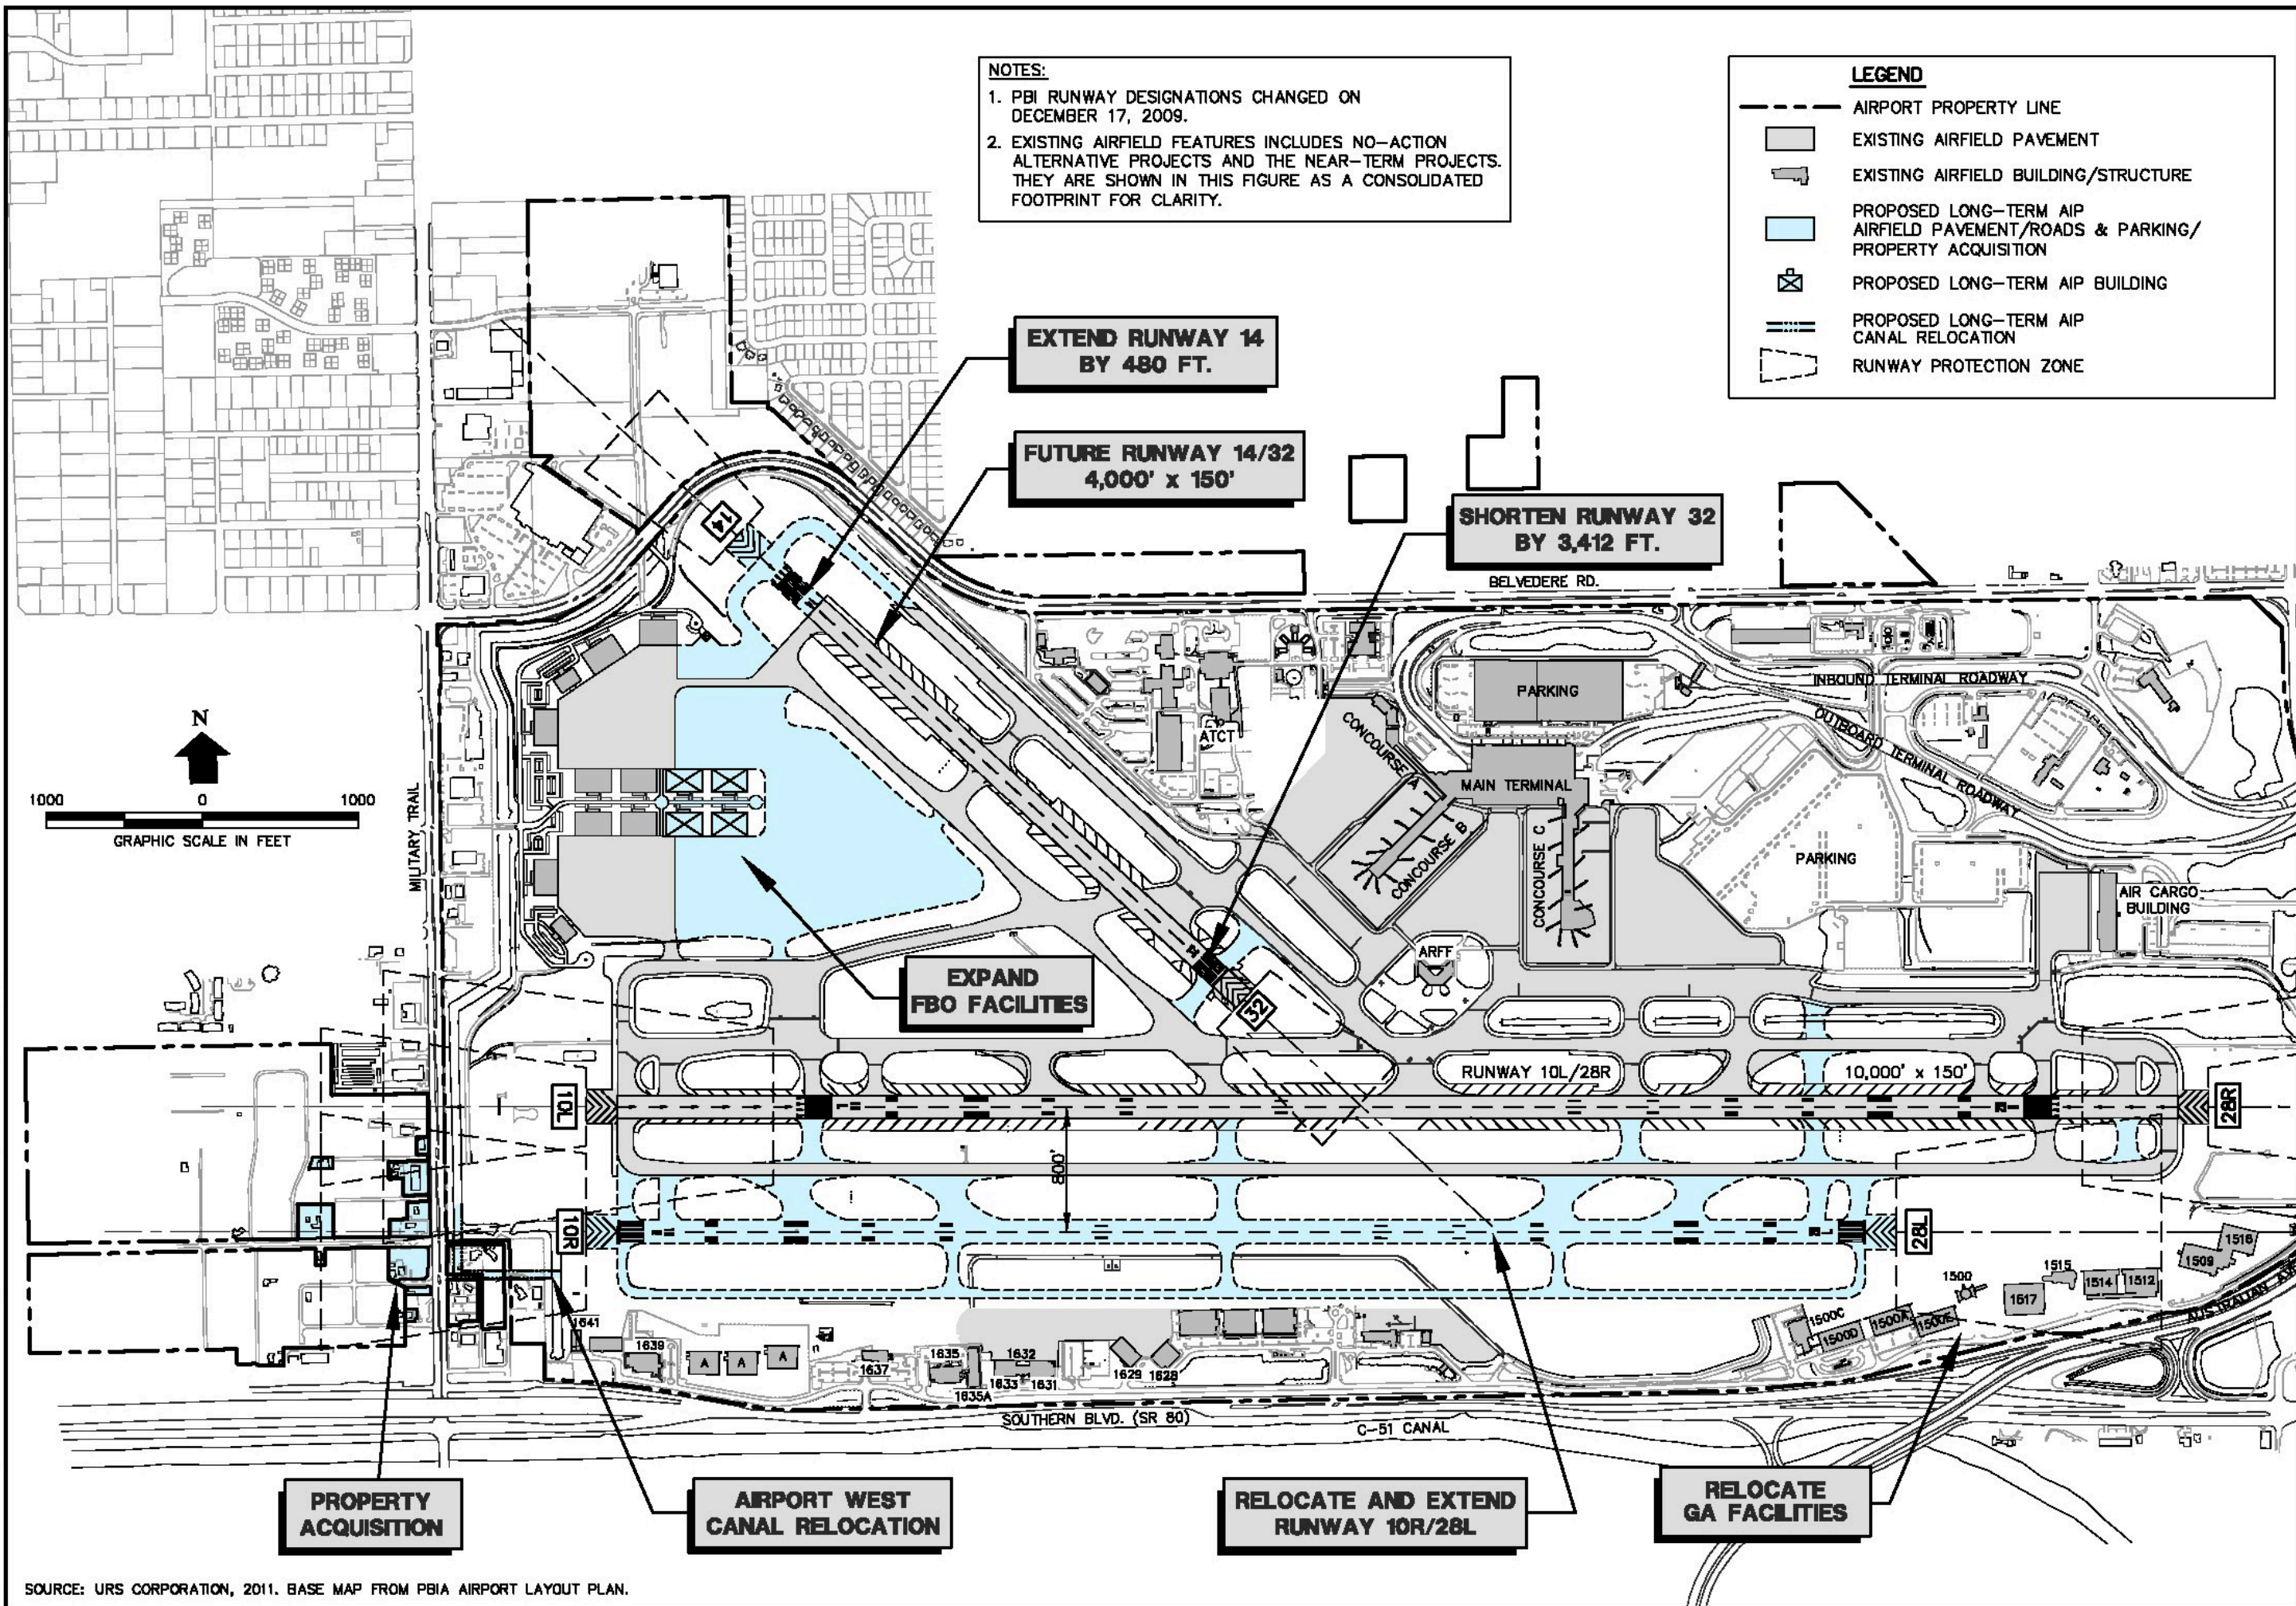 NOTES:
1. PBI RUNWAY DESIGNATIONS CHANGED ON
DECEMBER 17, 2009.
2. EXISTING AIRFIELD FEATURES INCLUDES NO-ACTION
ALTERNATIVE PROJECTS AND THE NEAR-TERM PROJECTS.
THEY ARE SHOWN IN THIS FIGURE AS A CONSOLIDATED
FOOTPRINT FOR CLARITY.
LEGEND
AIRPORT PROPERTY LINE
EXISTING AIRFIELD PAVEMENT
EXISTING AIRFIELD BUILDING/STRUCTURE
PROPOSED LONG-TERM AIP
AIRFIELD PAVEMENT/ROADS & PARKING/
PROPERTY ACQUISITION
PROPOSED LONG-TERM AIP BUILDING
PROPOSED LONG-TERM AIP
CANAL RELOCATION
RUNWAY PROTECTION ZONE
EXTEND RUNWAY 14
BY 480 FT.
FUTURE RUNWAY 14/32
4,000' x 150'
SHORTEN RUNWAY 32
BY 3,412 FT.
BELVEDERE RD.
14
PARKING
INBOUND TERMINAL ROADWAY
OUTBOARD TERMINAL ROADWAY
ATCT
CONCOURSE A
MAIN TERMINAL
CONCOURSE B
CONCOURSE C
PARKING
AIR CARGO
BUILDING
N
1000 0 1000
GRAPHIC SCALE IN FEET
MILITARY TRAIL
ARFF
EXPAND
FBO FACILITIES
32
RUNWAY 10L/28R
10,000' x 150'
10L
28R
800'
10R
28L
1516
1509
1515
1514
1512
1500
1617
AUSTRALIAN
1500C
1500D
1500A
1500E
1641
1639
A
A
A
1637
1635
1632
1633
1631
1635A
1629
1628
SOUTHERN BLVD. (SR 80)
C-51 CANAL
PROPERTY
ACQUISITION
AIRPORT WEST
CANAL RELOCATION
RELOCATE AND EXTEND
RUNWAY 10R/28L
RELOCATE
GA FACILITIES
SOURCE: URS CORPORATION, 2011. BASE MAP FROM PBIA AIRPORT LAYOUT PLAN.